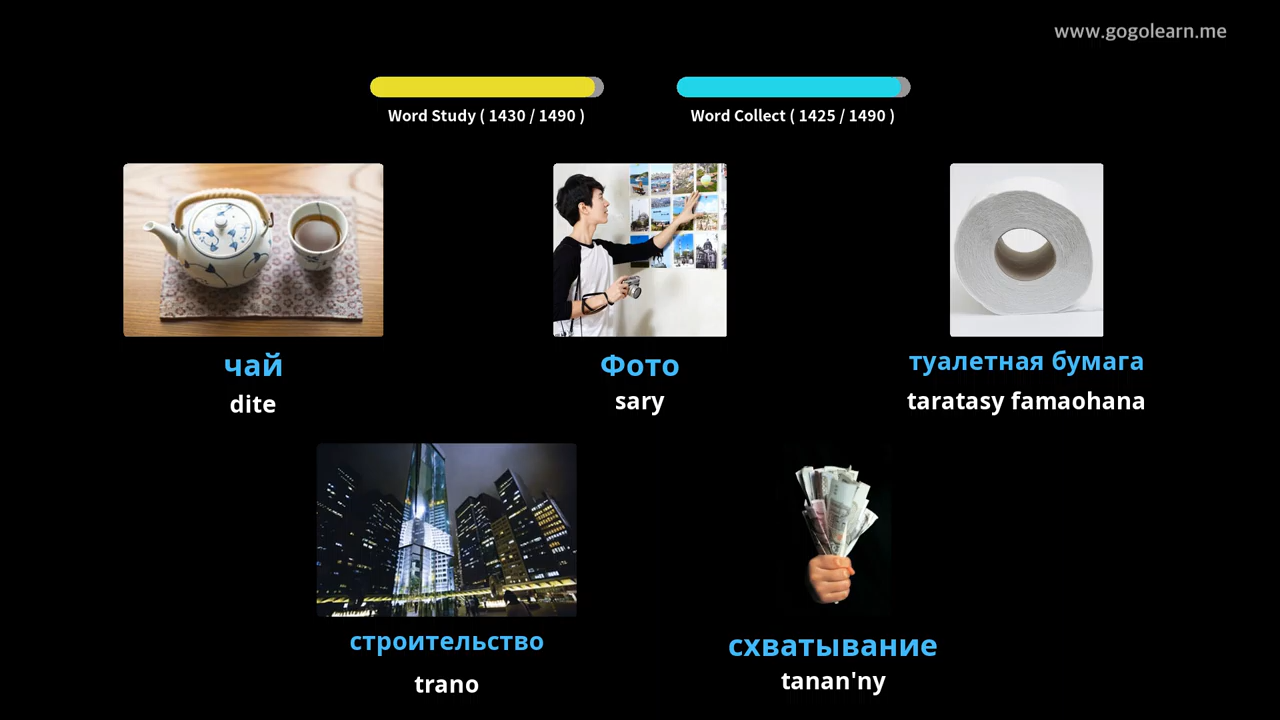 www.gogolearn.me
Word Study ( 1430 / 1490 )
Word Collect ( 1425 / 1490 )
чай
dite
Фото
sary
туалетная бумага
taratasy famaohana
строительство
trano
схватывание
tanan'ny